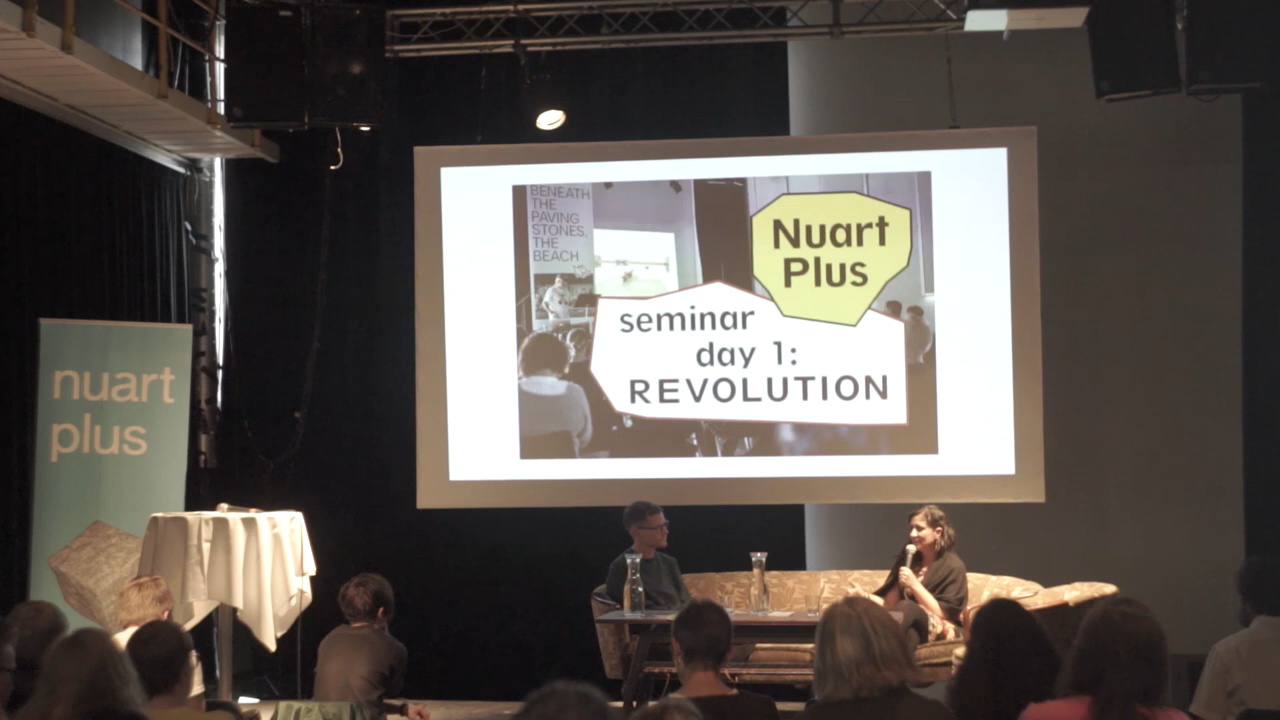 BENEATH
THE
PAVING
STONES,
THE
BEACH
Nuart
Plus
seminar
day 1:
REVOLUTION
nuart
plus